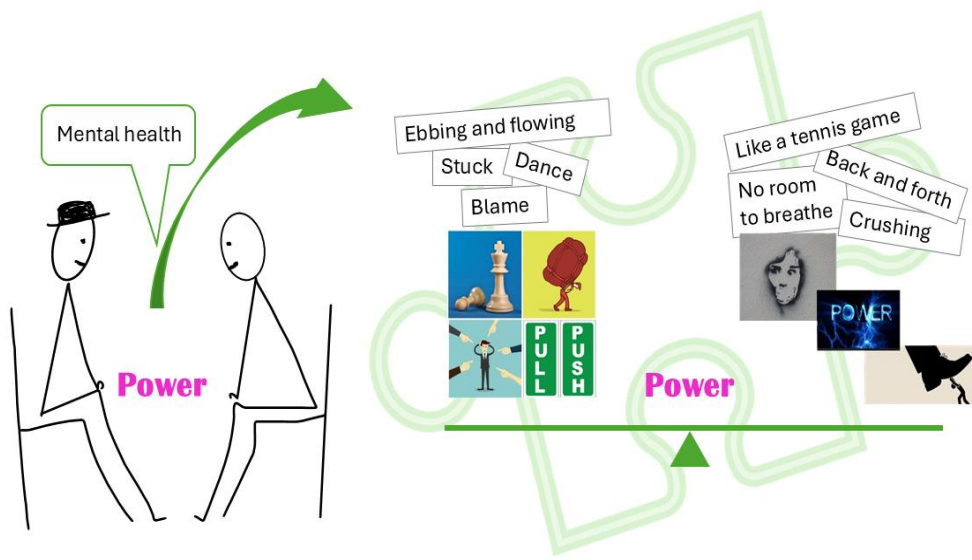 Mental health
Power
Ebbing and flowing
Stuck
Dance
Blame
PULL
PUSH
Like a tennis game
Back and forth
No room
to breathe
Crushing
POWER
Power